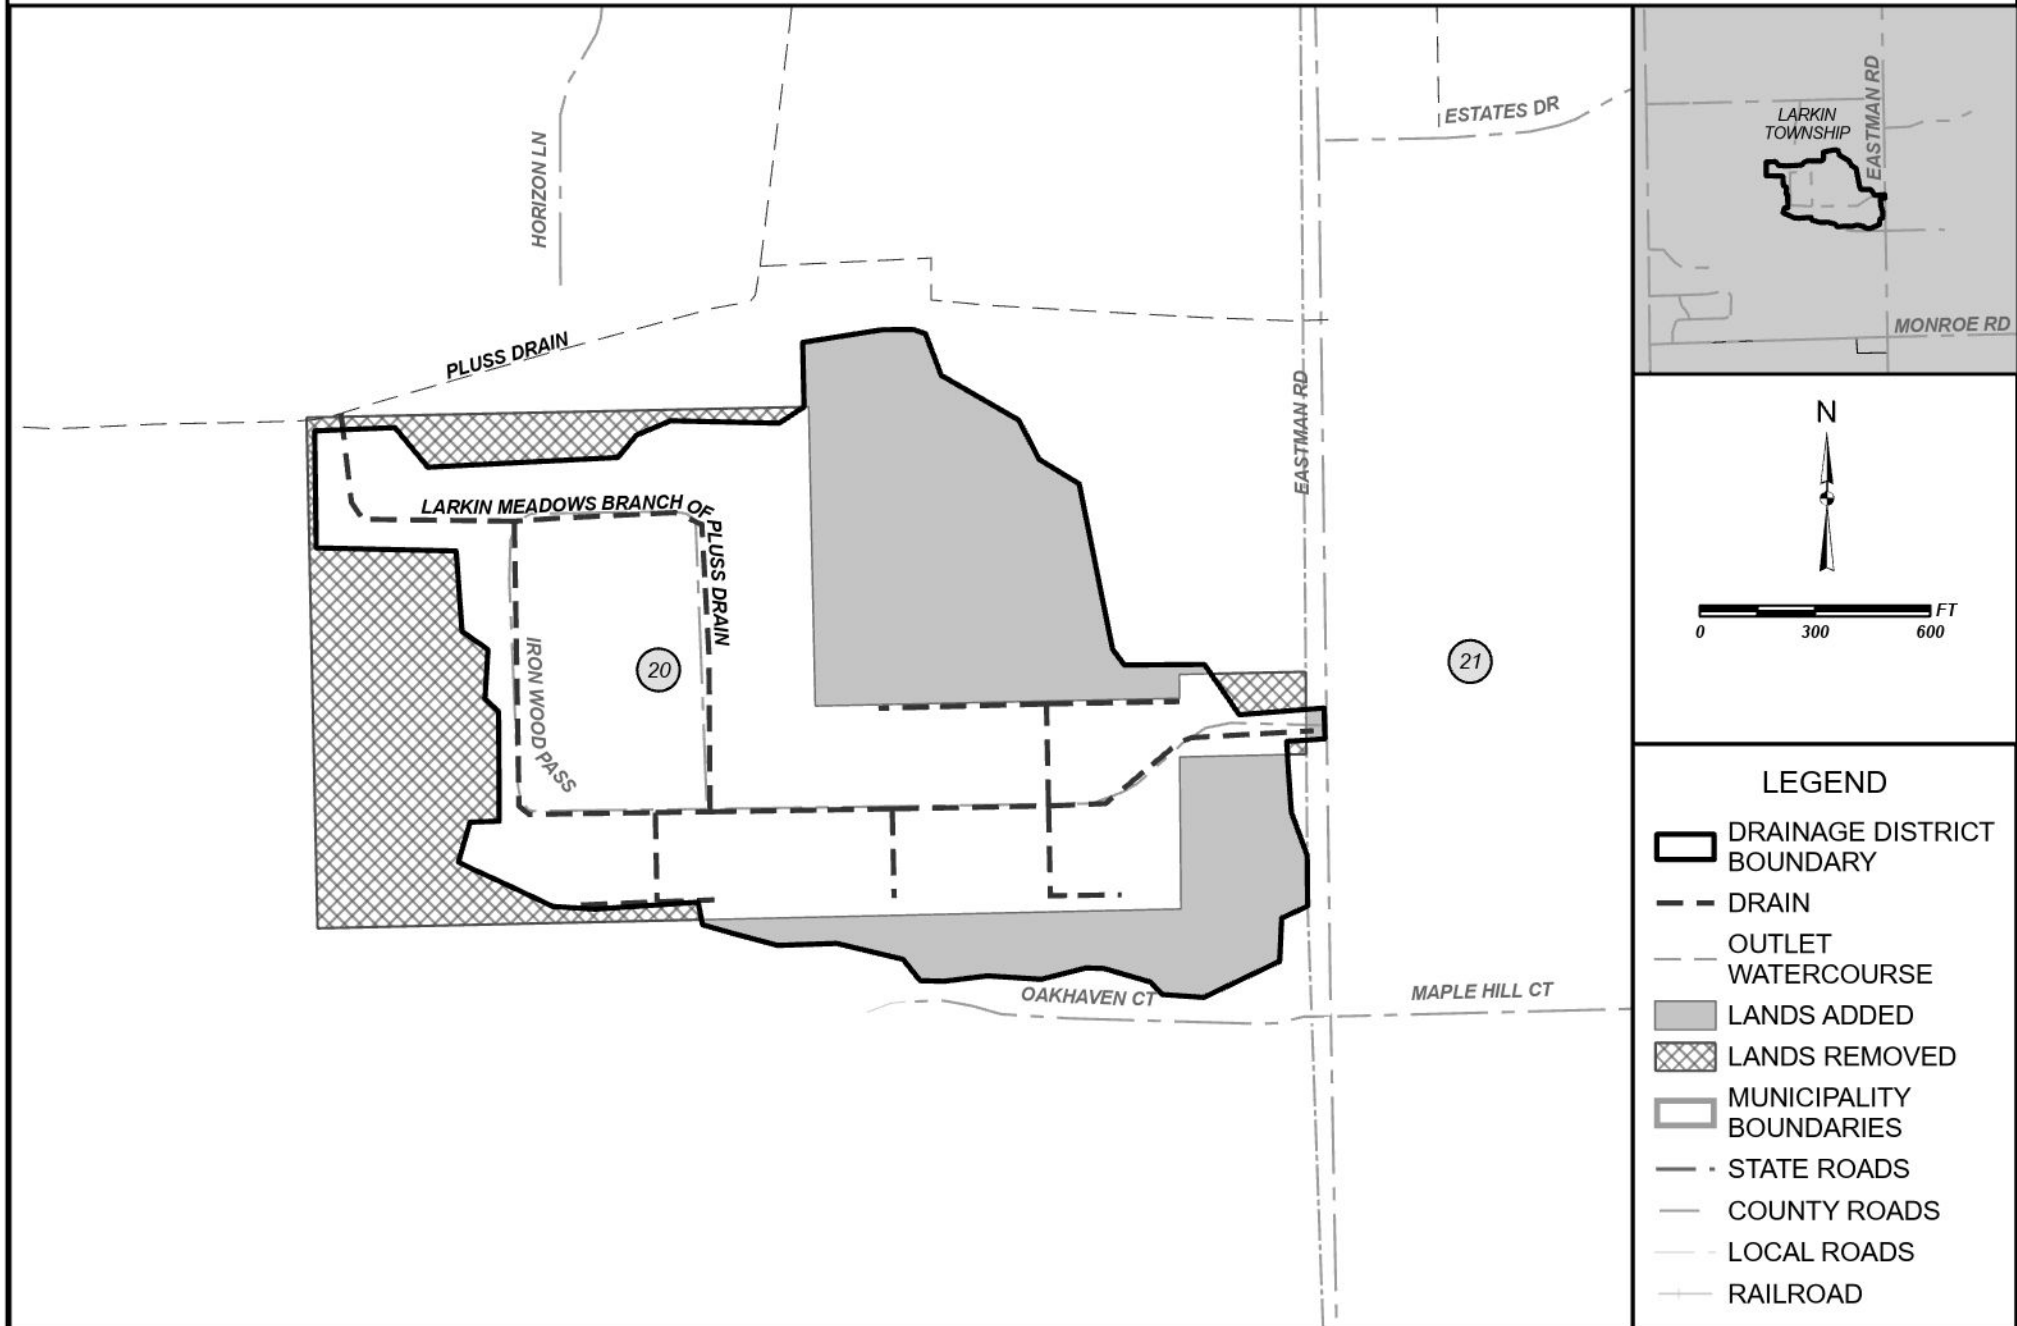 HORIZON LN
ESTATES DR
PLUSS DRAIN
EASTMAN RD
LARKIN MEADOWS BRANCH OF PLUSS DRAIN
IRON WOOD PASS
20
21
OAKHAVEN CT
MAPLE HILL CT
LARKIN
TOWNSHIP
EASTMAN RD
MONROE RD
N
FT
0 300 600
LEGEND
DRAINAGE DISTRICT
BOUNDARY
DRAIN
OUTLET
WATERCOURSE
LANDS ADDED
LANDS REMOVED
MUNICIPALITY
BOUNDARIES
STATE ROADS
COUNTY ROADS
LOCAL ROADS
RAILROAD